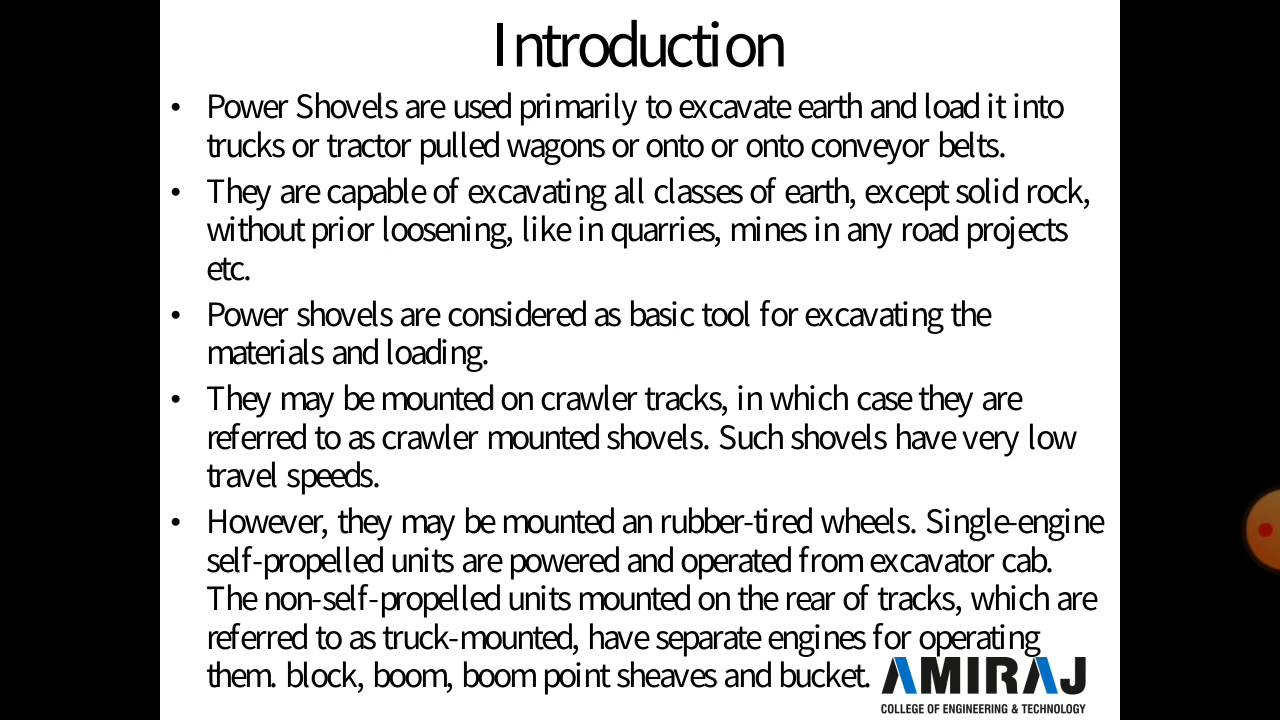 Introduction
• Power Shovels are used primarily to excavate earth and load it into
trucks or tractor pulled wagons or onto or onto conveyor belts.
• They are capable of excavating all classes of earth, except solid rock,
without prior loosening, like in quarries, mines in any road projects
etc.
• Power shovels are considered as basic tool for excavating the
materials and loading.
• They may be mounted on crawler tracks, in which case they are
referred to as crawler mounted shovels. Such shovels have very low
travel speeds.
• However, they may be mounted an rubber-tired wheels. Single-engine
self-propelled units are powered and operated from excavator cab.
The non-self-propelled units mounted on the rear of tracks, which are
referred to as truck-mounted, have separate engines for operating
them. block, boom, boom point sheaves and bucket.
AMIRAJ
COLLEGE OF ENGINEERING & TECHNOLOGY